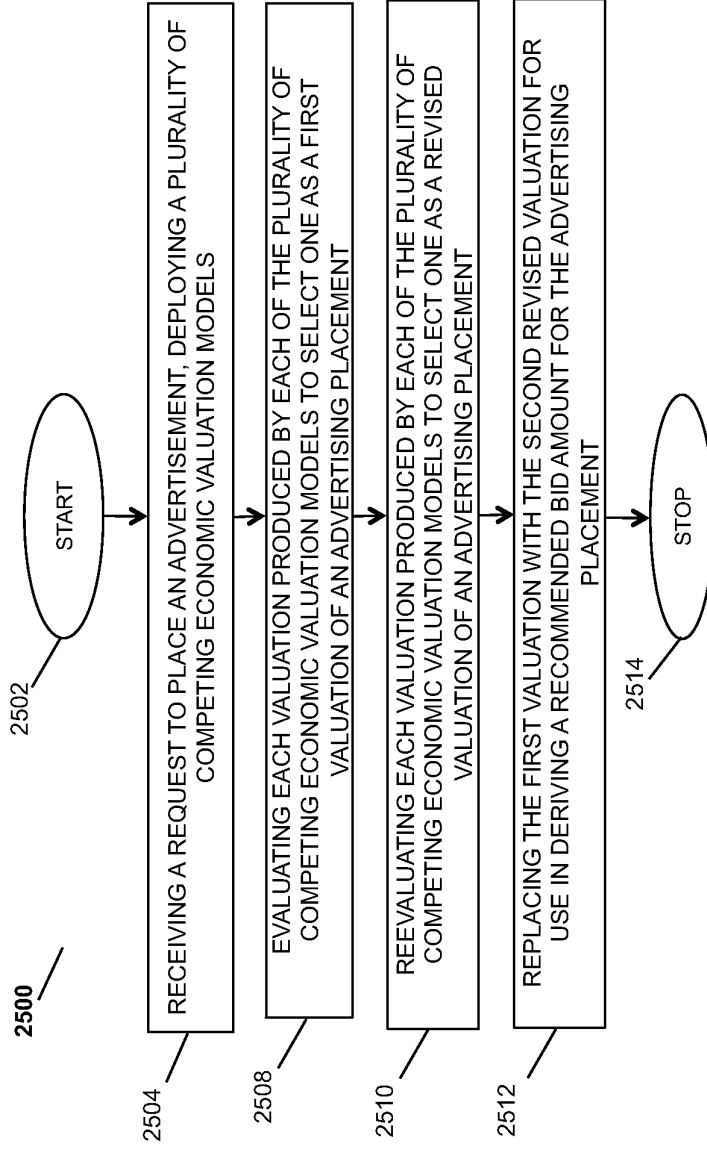 2500
2502
START
2504
RECEIVING A REQUEST TO PLACE AN ADVERTISEMENT, DEPLOYING A PLURALITY OF
COMPETING ECONOMIC VALUATION MODELS
2508
EVALUATING EACH VALUATION PRODUCED BY EACH OF THE PLURALITY OF
COMPETING ECONOMIC VALUATION MODELS TO SELECT ONE AS A FIRST
VALUATION OF AN ADVERTISING PLACEMENT
2510
REEVALUATING EACH VALUATION PRODUCED BY EACH OF THE PLURALITY OF
COMPETING ECONOMIC VALUATION MODELS TO SELECT ONE AS A REVISED
VALUATION OF AN ADVERTISING PLACEMENT
2512
REPLACING THE FIRST VALUATION WITH THE SECOND REVISED VALUATION FOR
USE IN DERIVING A RECOMMENDED BID AMOUNT FOR THE ADVERTISING
PLACEMENT
2514
STOP